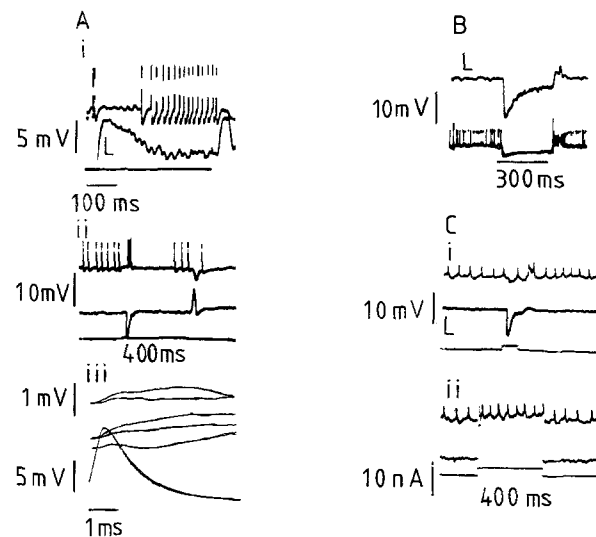 A
i
5 mV
L
100 ms
ii
10mV
400ms
iii
1 mV
5 mV
1ms
B
L
10mV
300ms
C
i
10 mV
L
ii
10 nA
400 ms